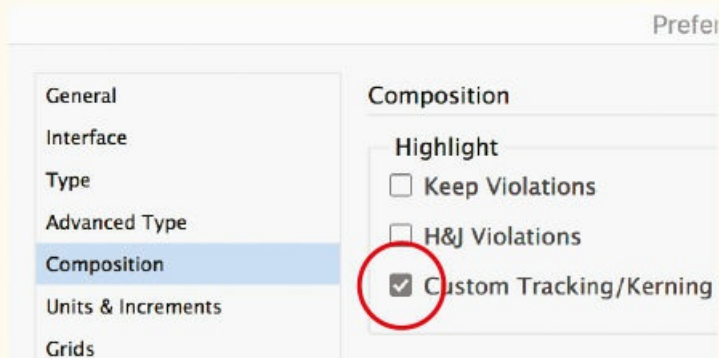 Prefer
General
Interface
Type
Advanced Type
Composition
Units & Increments
Grids
Composition
Highlight
Keep Violations
H&J Violations
Custom Tracking/Kerning